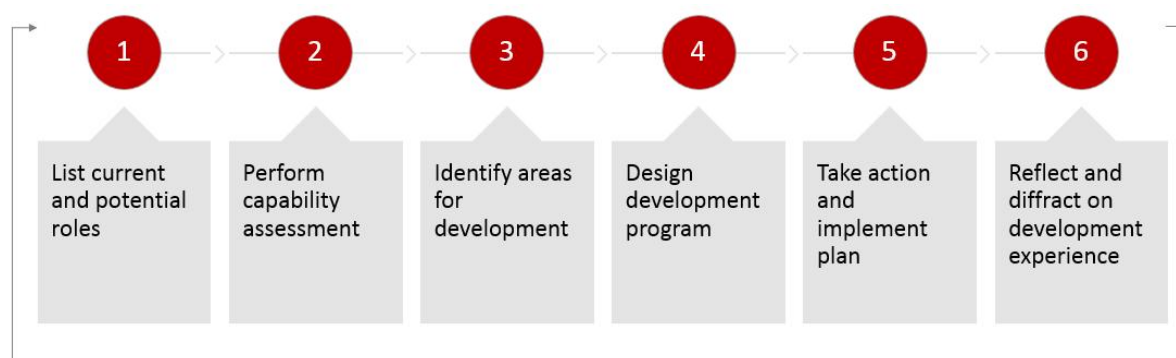 1
2
3
4
5
6
List current
and potential
roles
Perform
capability
assessment
Identify areas
for
development
Design
development
program
Take action
and
implement
plan
Reflect and
diffract on
development
experience